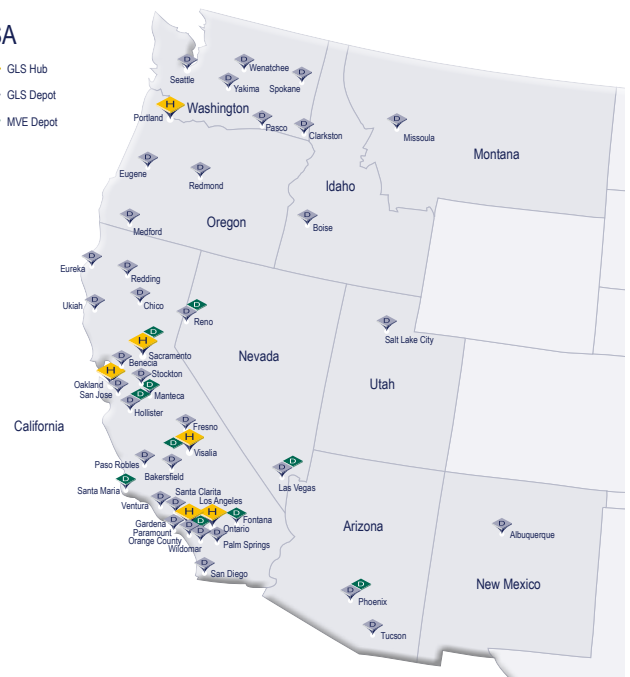 SA
GLS Hub
GLS Depot
MVE Depot
D
D
D
D
D
Seattle
Wenatchee
Yakima
Spokane
H
Portland
Washington
D
Pasco
D
Clarkston
D
Missoula
Montana
D
Eugene
D
Redmond
Idaho
D
Medford
Oregon
D
Boise
D
Eureka
D
Redding
D
Ukiah
D
Chico
D
D
Reno
D
Salt Lake City
D
H
Sacramento
D
Benecia
Nevada
H
Oakland
D
Stockton
D
San Jose
D
Manteca
D
D
Hollister
Utah
California
D
Fresno
D
H
Visalia
D
Paso Robles
D
Bakersfield
D
D
Las Vegas
D
Santa Maria
D
Ventura
D
Santa Clarita
Los Angeles
H
H
D
Fontana
D
Gardena
D
D
Ontario
Paramount
Orange County
D
D
Wildomar
Palm Springs
D
San Diego
Arizona
D
Albuquerque
New Mexico
D
D
Phoenix
D
Tucson